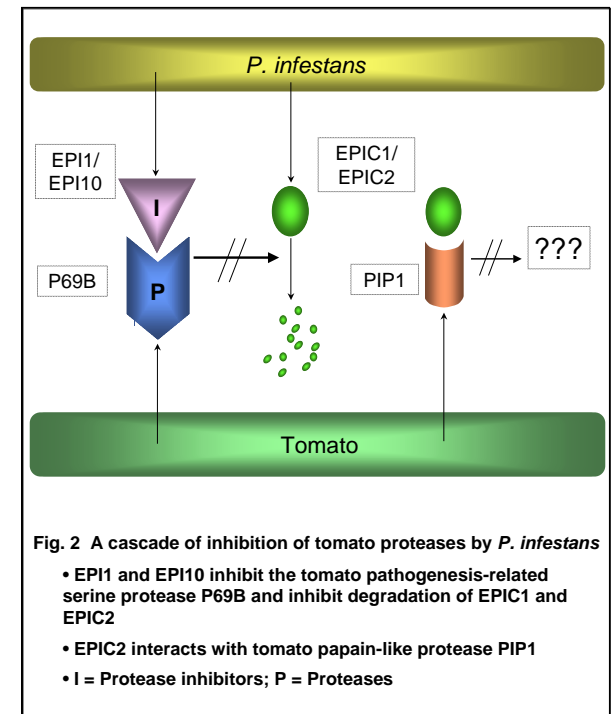 P. infestans
EPI1/
EPI10
EPIC1/
EPIC2
I
P69B
P
PIP1
???
Tomato
Fig. 2 A cascade of inhibition of tomato proteases by P. infestans
• EPI1 and EPI10 inhibit the tomato pathogenesis-related
serine protease P69B and inhibit degradation of EPIC1 and
EPIC2
• EPIC2 interacts with tomato papain-like protease PIP1
• I = Protease inhibitors; P = Proteases